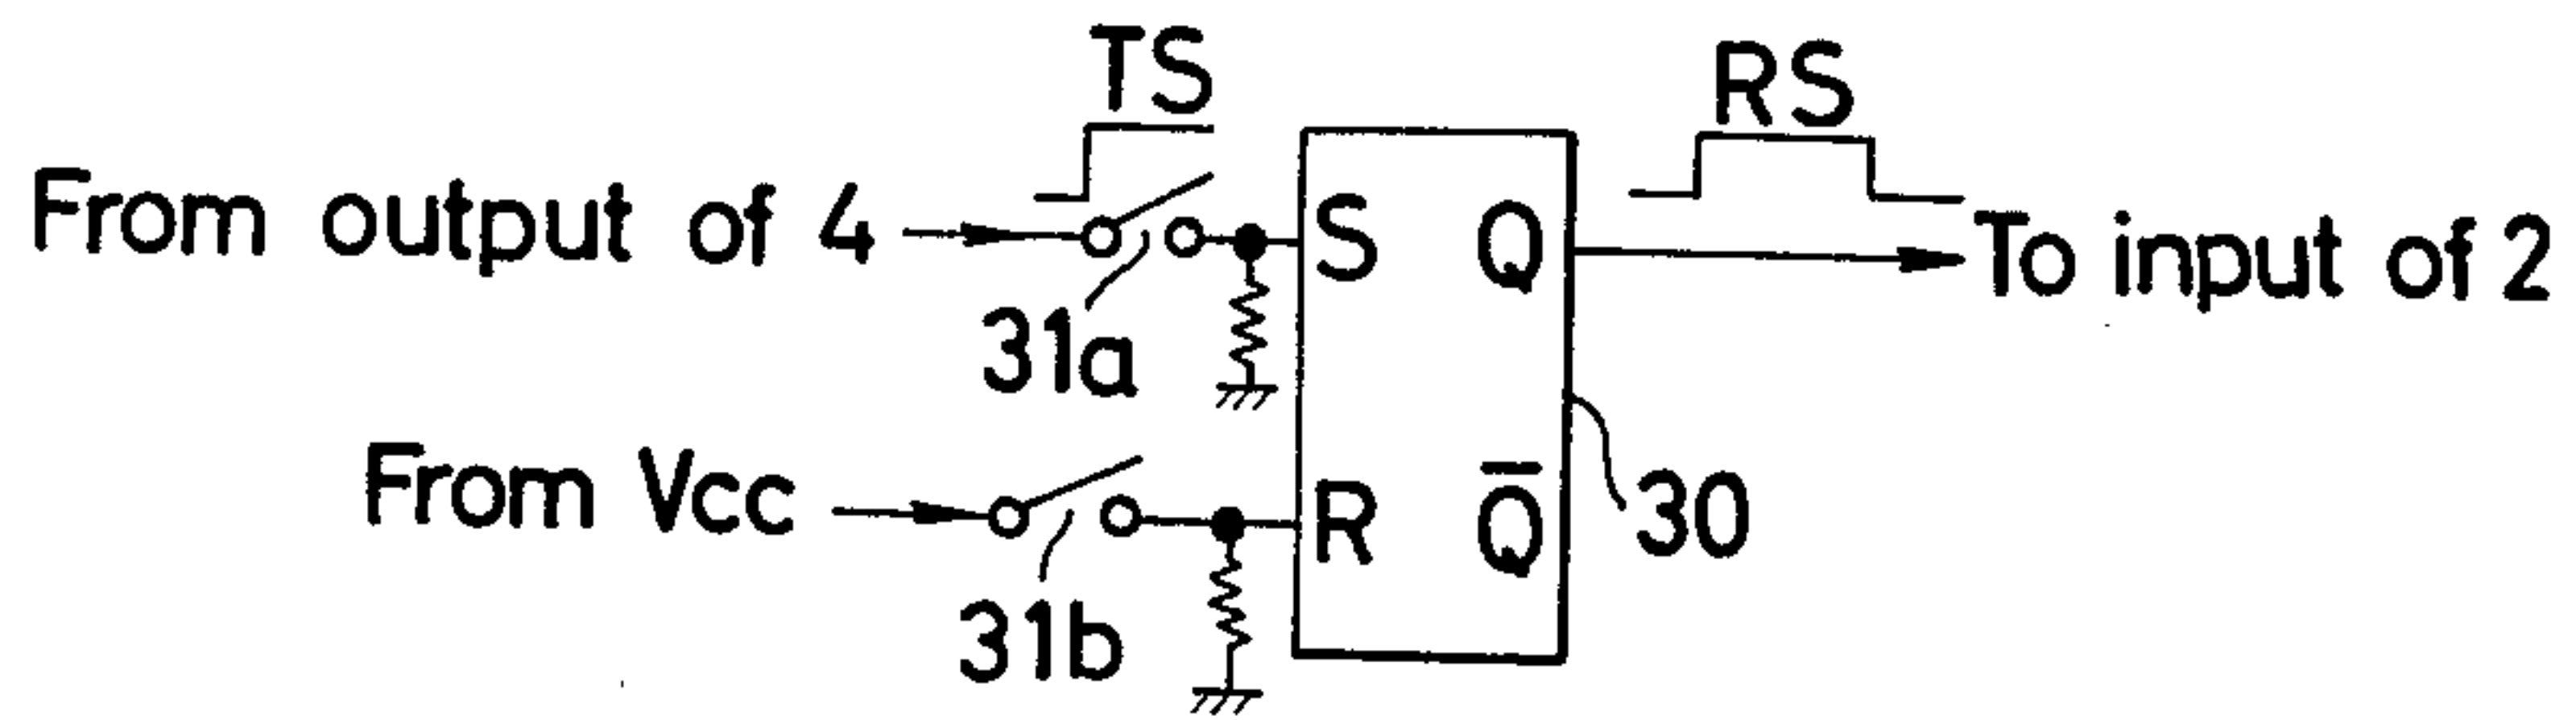 TS
RS
From output of 4
S
Q
To input of 2
31a
From Vcc
R
Q̅
30
31b